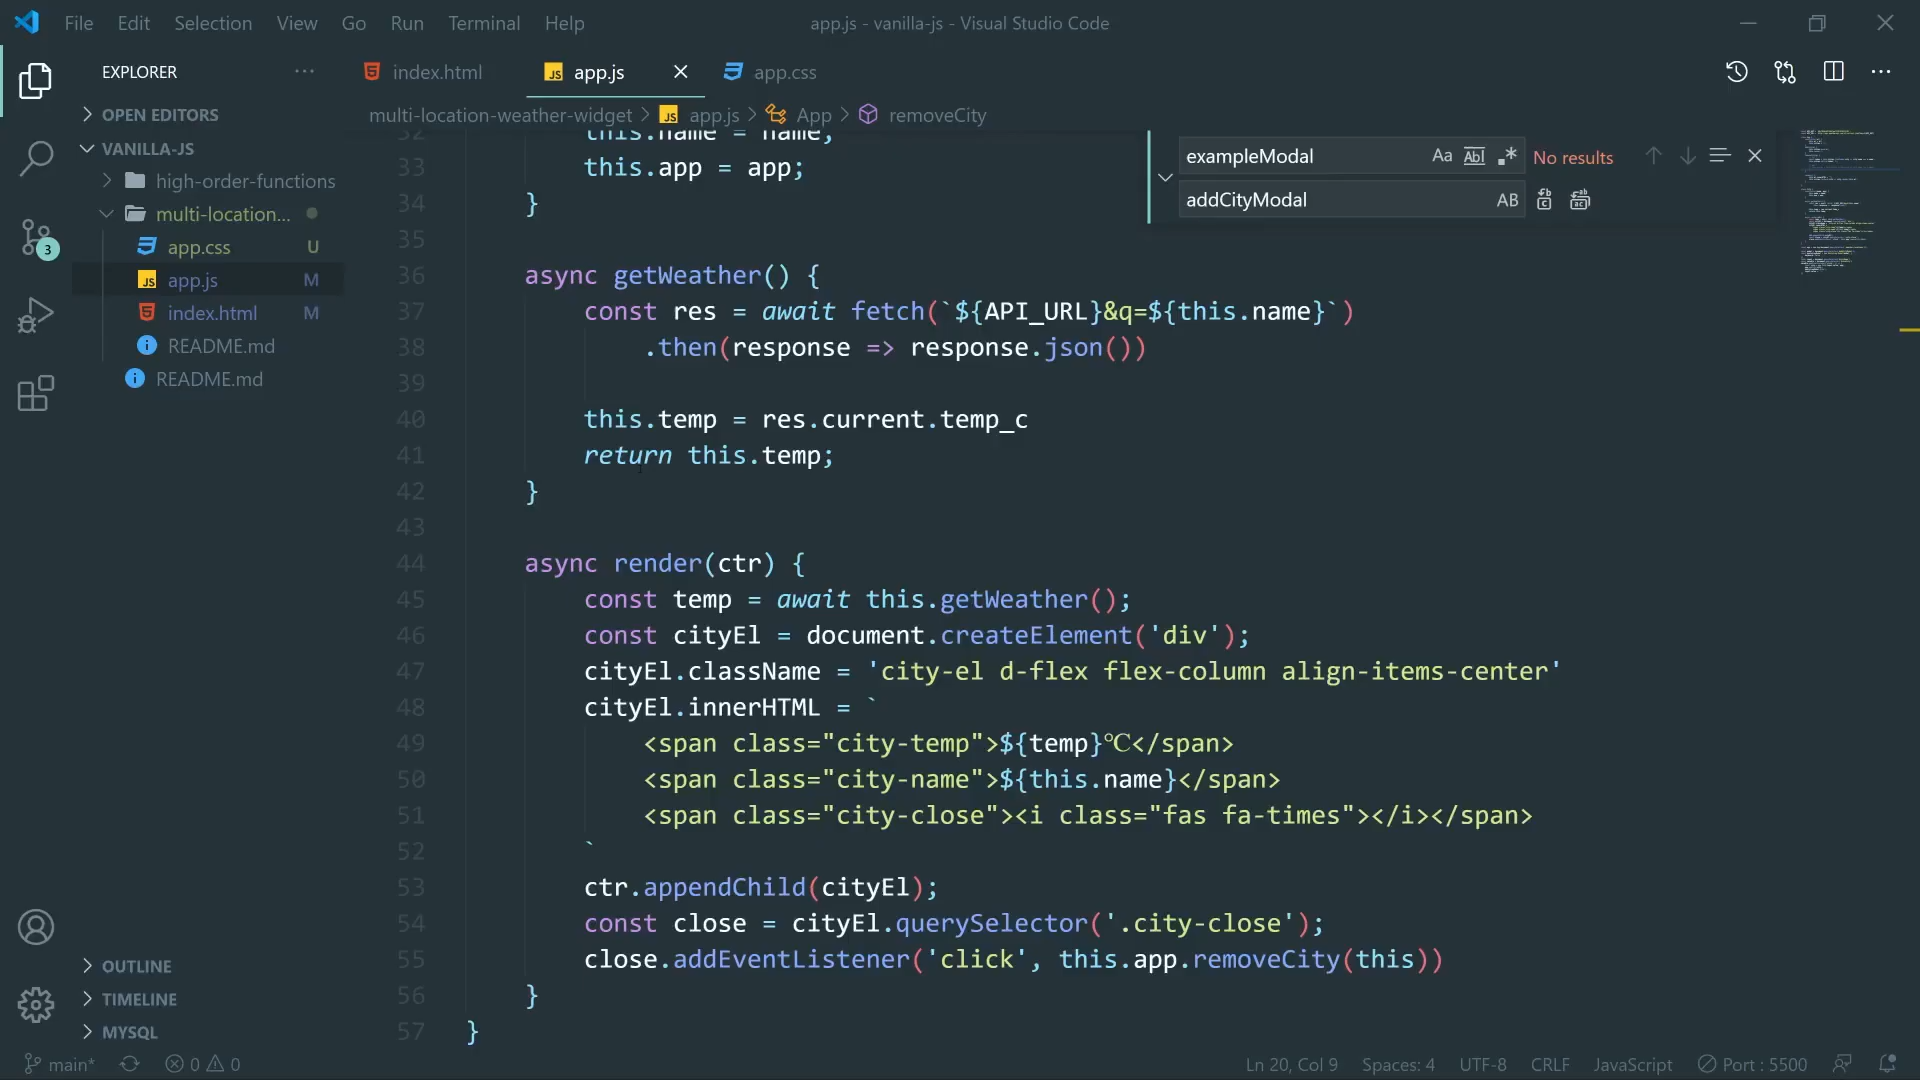 File Edit Selection View Go Run Terminal Help
app.js - vanilla-js - Visual Studio Code
EXPLORER
OPEN EDITORS
VANILLA-JS
high-order-functions
multi-location...
app.css U
app.js M
index.html M
README.md
README.md
OUTLINE
TIMELINE
MYSQL
3
index.html app.js app.css
multi-location-weather-widget > app.js > App > removeCity
exampleModal Aa Abl .* No results
addCityModal AB
32 this.name = name;
33 this.app = app;
34 }
35
36 async getWeather() {
37 const res = await fetch(`${API_URL}&q=${this.name}`)
38 .then(response => response.json())
39
40 this.temp = res.current.temp_c
41 return this.temp;
42 }
43
44 async render(ctr) {
45 const temp = await this.getWeather();
46 const cityEl = document.createElement('div');
47 cityEl.className = 'city-el d-flex flex-column align-items-center'
48 cityEl.innerHTML = `
49 <span class="city-temp">${temp}℃</span>
50 <span class="city-name">${this.name}</span>
51 <span class="city-close"><i class="fas fa-times"></i></span>
52 `
53 ctr.appendChild(cityEl);
54 const close = cityEl.querySelector('.city-close');
55 close.addEventListener('click', this.app.removeCity(this))
56 }
57 }
main* 0 0
Ln 20, Col 9 Spaces: 4 UTF-8 CRLF JavaScript Port : 5500